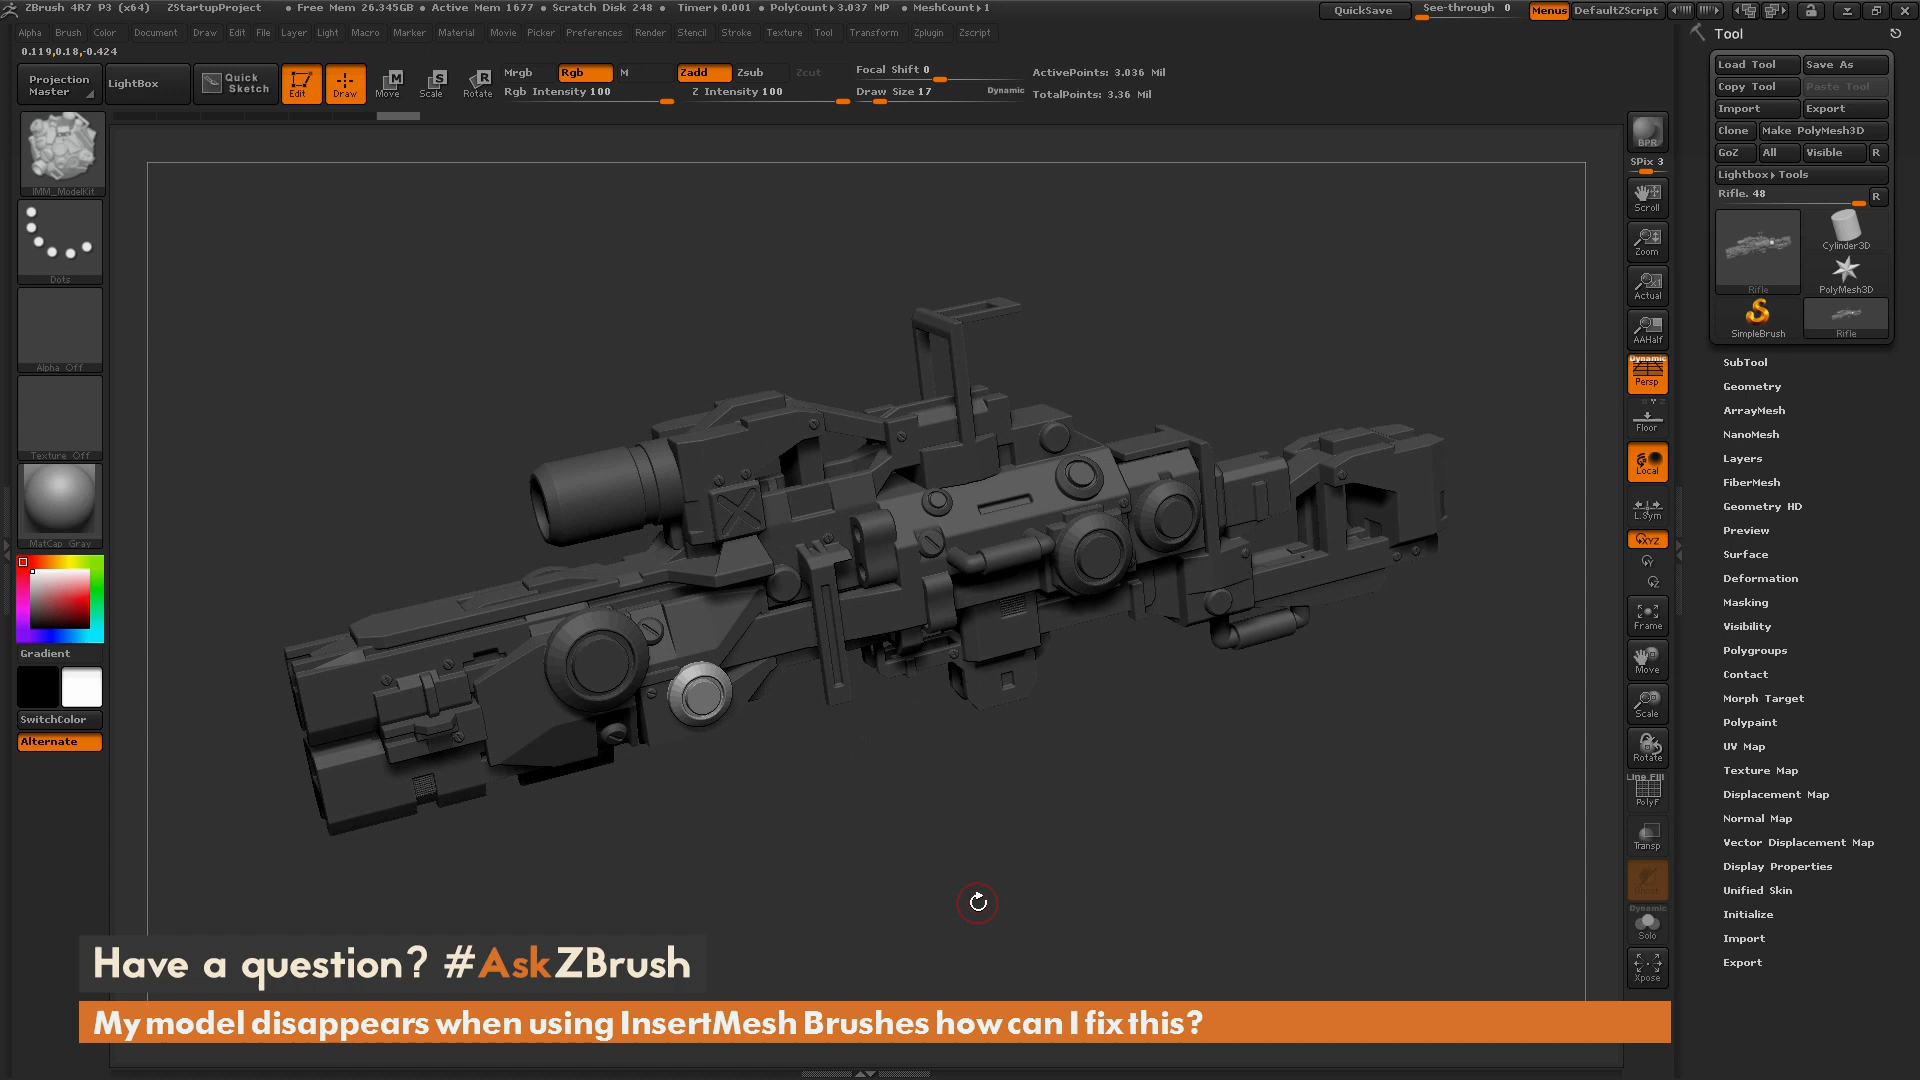 ZBrush 4R7 P3 (x64) ZStartupProject • Free Mem 26.345GB • Active Mem 1677 • Scratch Disk 248 • Timer▸0.001 • PolyCount▸3.037 MP • MeshCount▸1 QuickSave See-through 0 Menus DefaultZScript
Alpha Brush Color Document Draw Edit File Layer Light Macro Marker Material Movie Picker Preferences Render Stencil Stroke Texture Tool Transform Zplugin Zscript
0.119,0.18,-0.424
Projection Master
LightBox
Quick Sketch
Edit
Draw
Move
Scale
Rotate
Mrgb Rgb M
Rgb Intensity 100
Zadd Zsub Zcut
Z Intensity 100
Focal Shift 0
Draw Size 17 Dynamic
ActivePoints: 3.036 Mil
TotalPoints: 3.36 Mil
IMM_ModelKit
Dots
Alpha Off
Texture Off
MatCap Gray
Gradient
SwitchColor
Alternate
BPR
SPix 3
Scroll
Zoom
Actual
AAHalf
Dynamic
Persp
Floor
Local
L.Sym
XYZ
Y
Z
Frame
Move
Scale
Rotate
Line Fill
PolyF
Transp
Ghost
Dynamic
Solo
Xpose
Tool
Load Tool Save As
Copy Tool Paste Tool
Import Export
Clone Make PolyMesh3D
GoZ All Visible R
Lightbox▸Tools
Rifle. 48 R
Rifle
Cylinder3D
PolyMesh3D
SimpleBrush
Rifle
SubTool
Geometry
ArrayMesh
NanoMesh
Layers
FiberMesh
Geometry HD
Preview
Surface
Deformation
Masking
Visibility
Polygroups
Contact
Morph Target
Polypaint
UV Map
Texture Map
Displacement Map
Normal Map
Vector Displacement Map
Display Properties
Unified Skin
Initialize
Import
Export
Have a question? #AskZBrush
My model disappears when using InsertMesh Brushes how can I fix this?